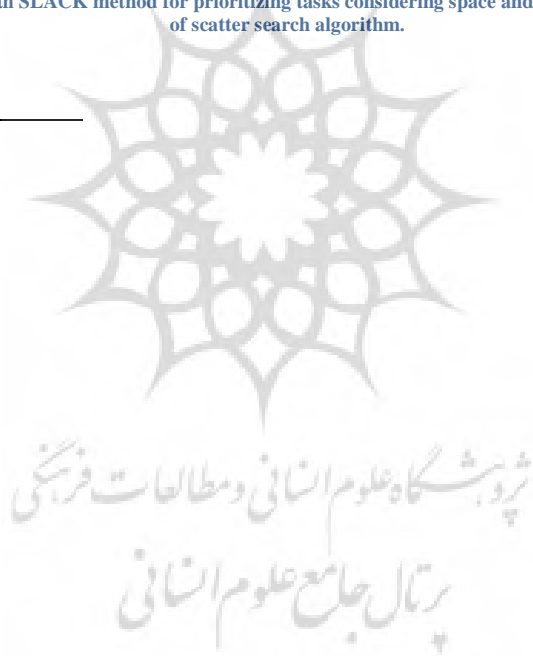 SLACK method for prioritizing tasks considering space and
of scatter search algorithm.
پژوهشگاه علوم انسانی و مطالعات فرهنگی
پرتال جامع علوم انسانی